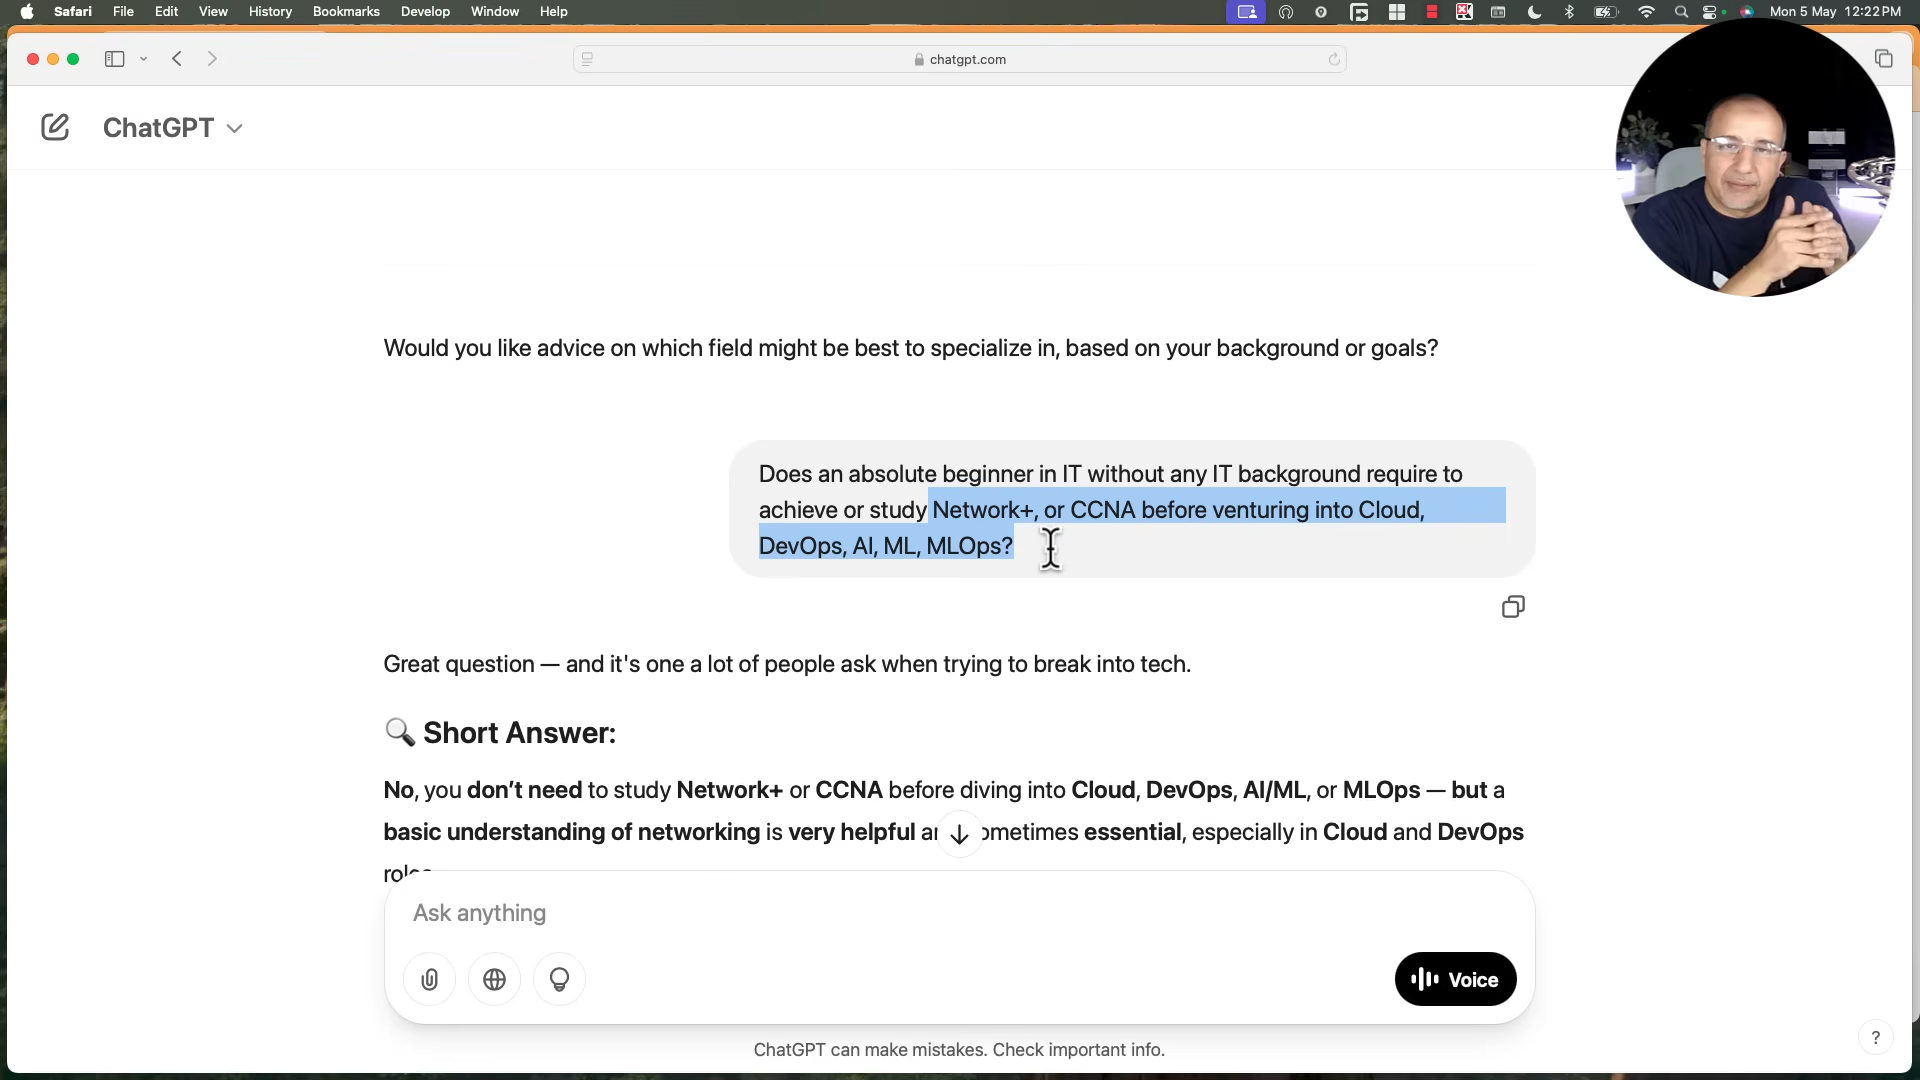 Safari File Edit View History Bookmarks Develop Window Help Mon 5 May 12:22 PM
chatgpt.com
ChatGPT
Would you like advice on which field might be best to specialize in, based on your background or goals?
Does an absolute beginner in IT without any IT background require to
achieve or study Network+, or CCNA before venturing into Cloud,
DevOps, AI, ML, MLOps?
Great question — and it's one a lot of people ask when trying to break into tech.
🔍 Short Answer:
No, you don’t need to study Network+ or CCNA before diving into Cloud, DevOps, AI/ML, or MLOps — but a
basic understanding of networking is very helpful sometimes essential, especially in Cloud and DevOps
Ask anything
Voice
ChatGPT can make mistakes. Check important info.
?